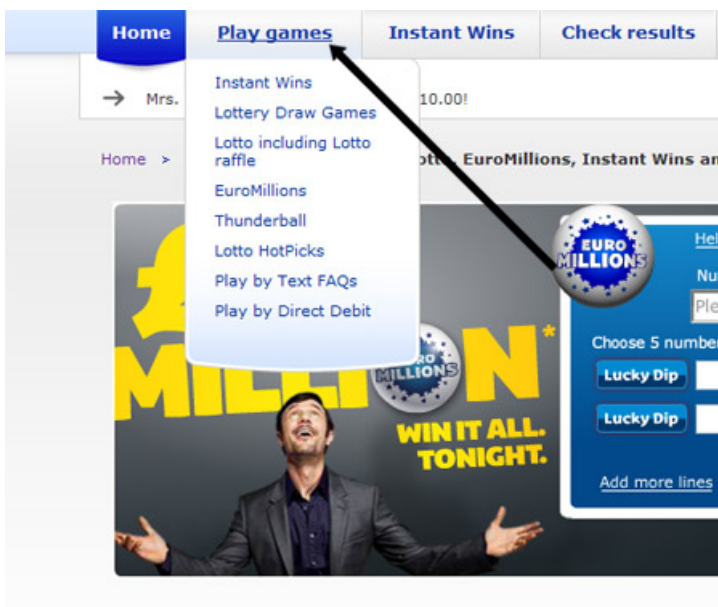 Home Play games Instant Wins Check results
Instant Wins
→ Mrs. 10.00!
Lottery Draw Games
Lotto including Lotto
raffle
Home > EuroMillions, Instant Wins an
EuroMillions
Thunderball
Lotto HotPicks
Play by Text FAQs
Play by Direct Debit
£
MILLION*
MILLIONS
WIN IT ALL.
TONIGHT.
EURO
MILLIONS
Hel
Nu
Ple
Choose 5 number
Lucky Dip
Lucky Dip
Add more lines